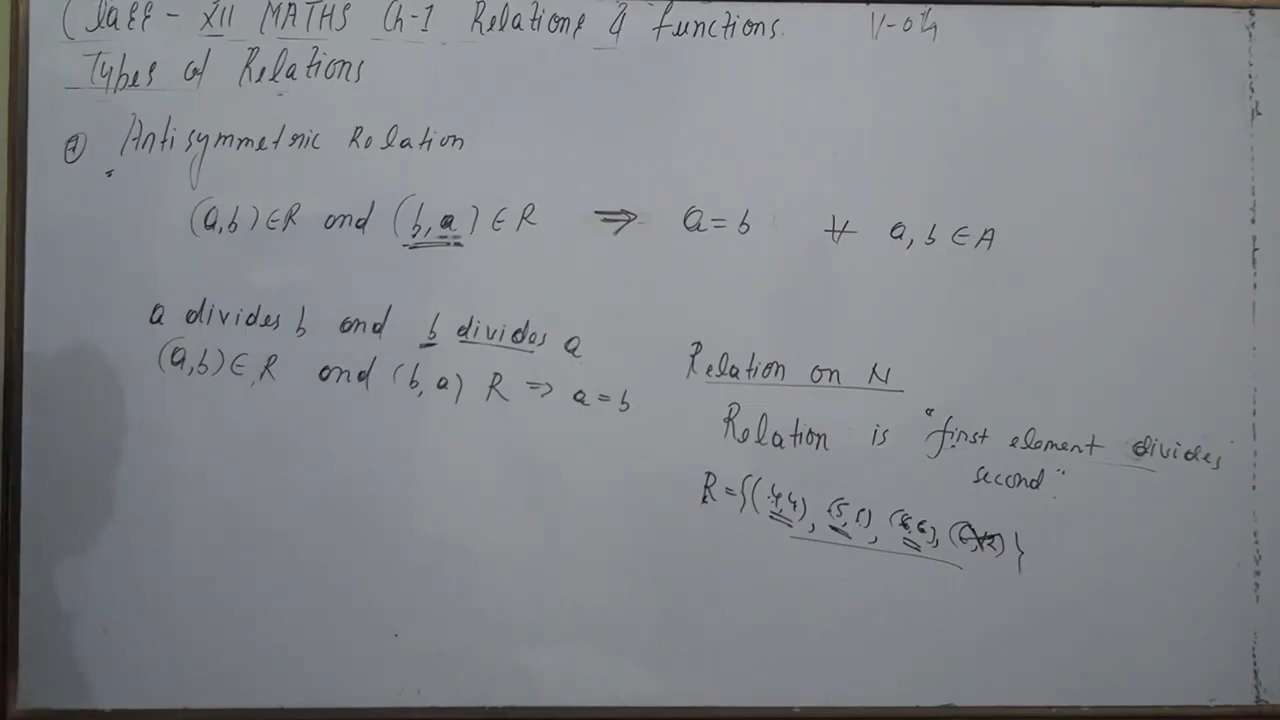 Class - XII MATHS Ch-1 Relations & functions. V-04
Types of Relations
Antisymmetric Relation
(a,b) ∈ R and (b,a) ∈ R ⇒ a = b ∀ a, b ∈ A
a divides b and b divides a
(a,b) ∈ R and (b, a) R ⇒ a = b
Relation on N
Relation is "first element divides
second"
R = {(4,4), (5,5), (6,6), }